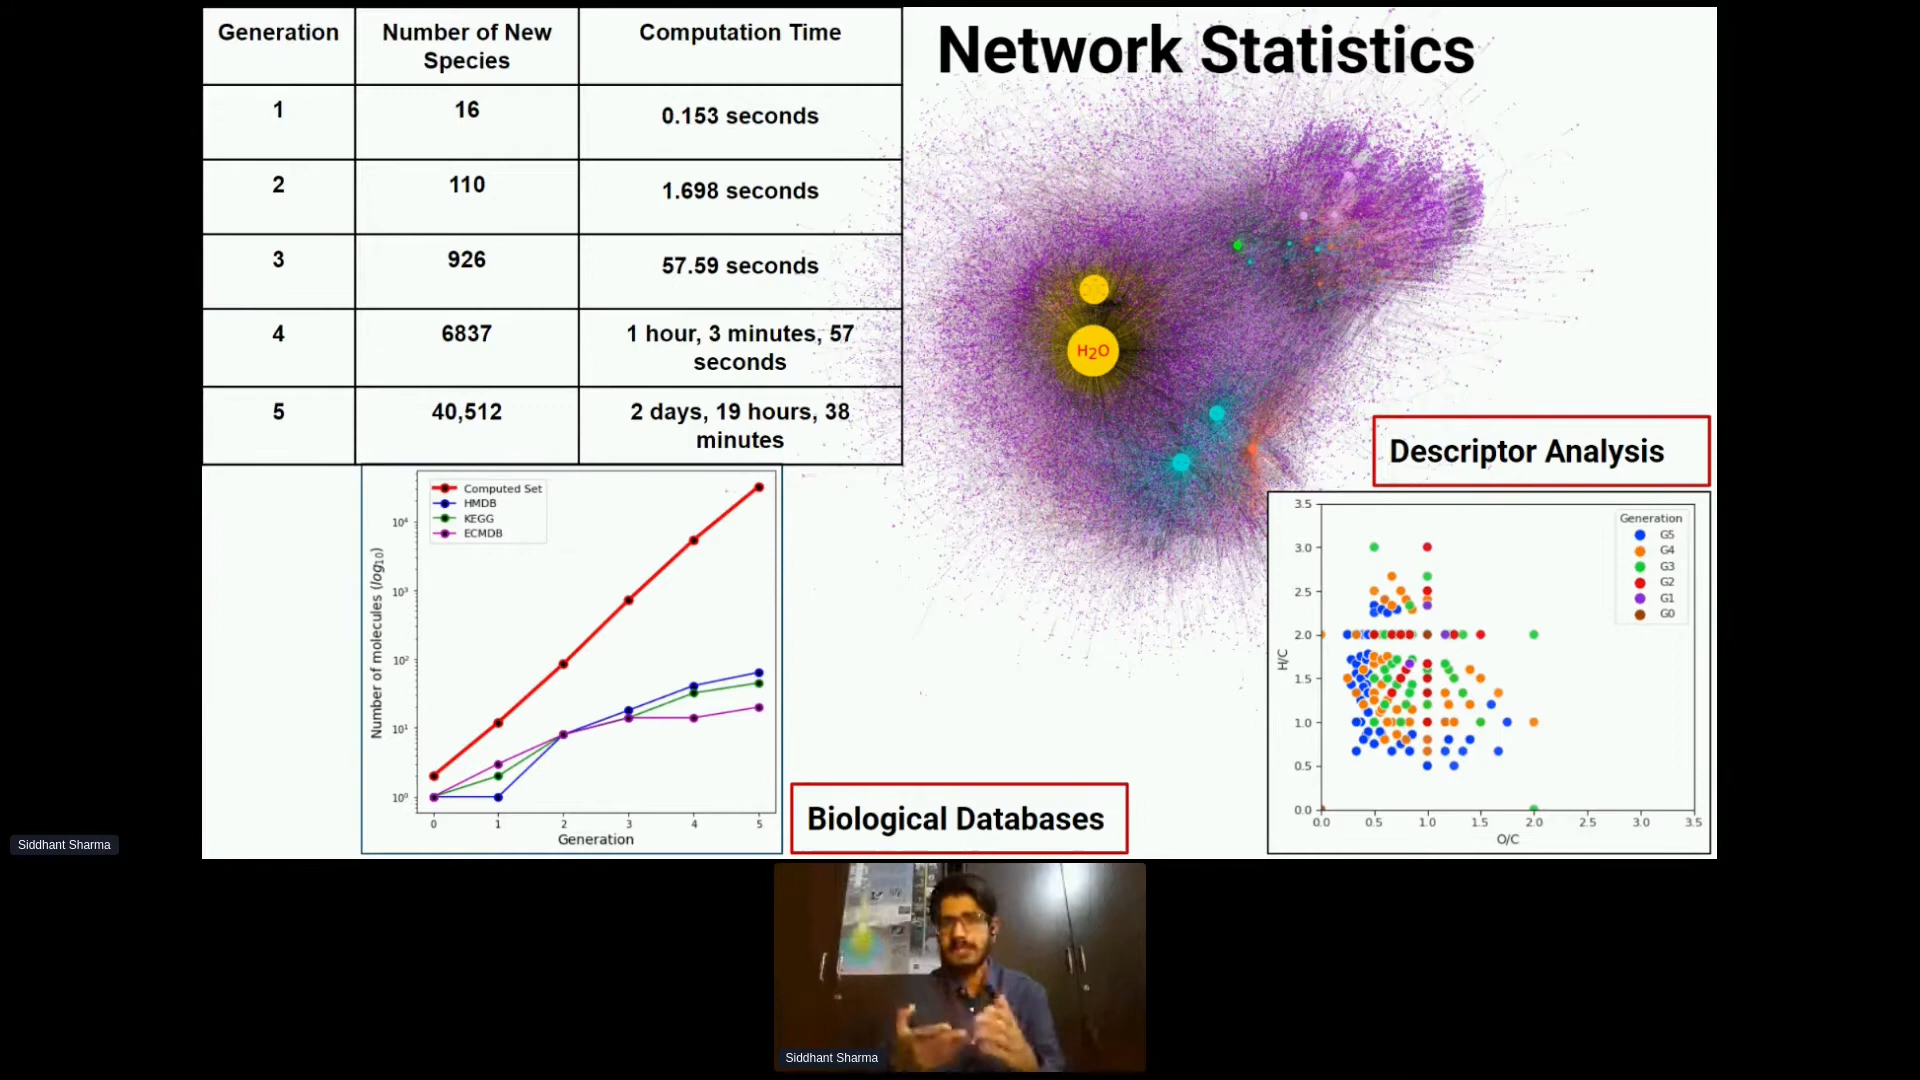 Network Statistics
Generation
Number of New
Species
Computation Time
1
16
0.153 seconds
2
110
1.698 seconds
3
926
57.59 seconds
4
6837
1 hour, 3 minutes, 57
seconds
5
40,512
2 days, 19 hours, 38
minutes
H₂O
Descriptor Analysis
Computed Set
HMDB
KEGG
ECMDB
Number of molecules (log₁₀)
10⁴
10³
10²
10¹
10⁰
0 1 2 3 4 5
Generation
Biological Databases
Generation
G5
G4
G3
G2
G1
G0
H/C
3.5
3.0
2.5
2.0
1.5
1.0
0.5
0.0
0.0 0.5 1.0 1.5 2.0 2.5 3.0 3.5
O/C
Siddhant Sharma
Siddhant Sharma